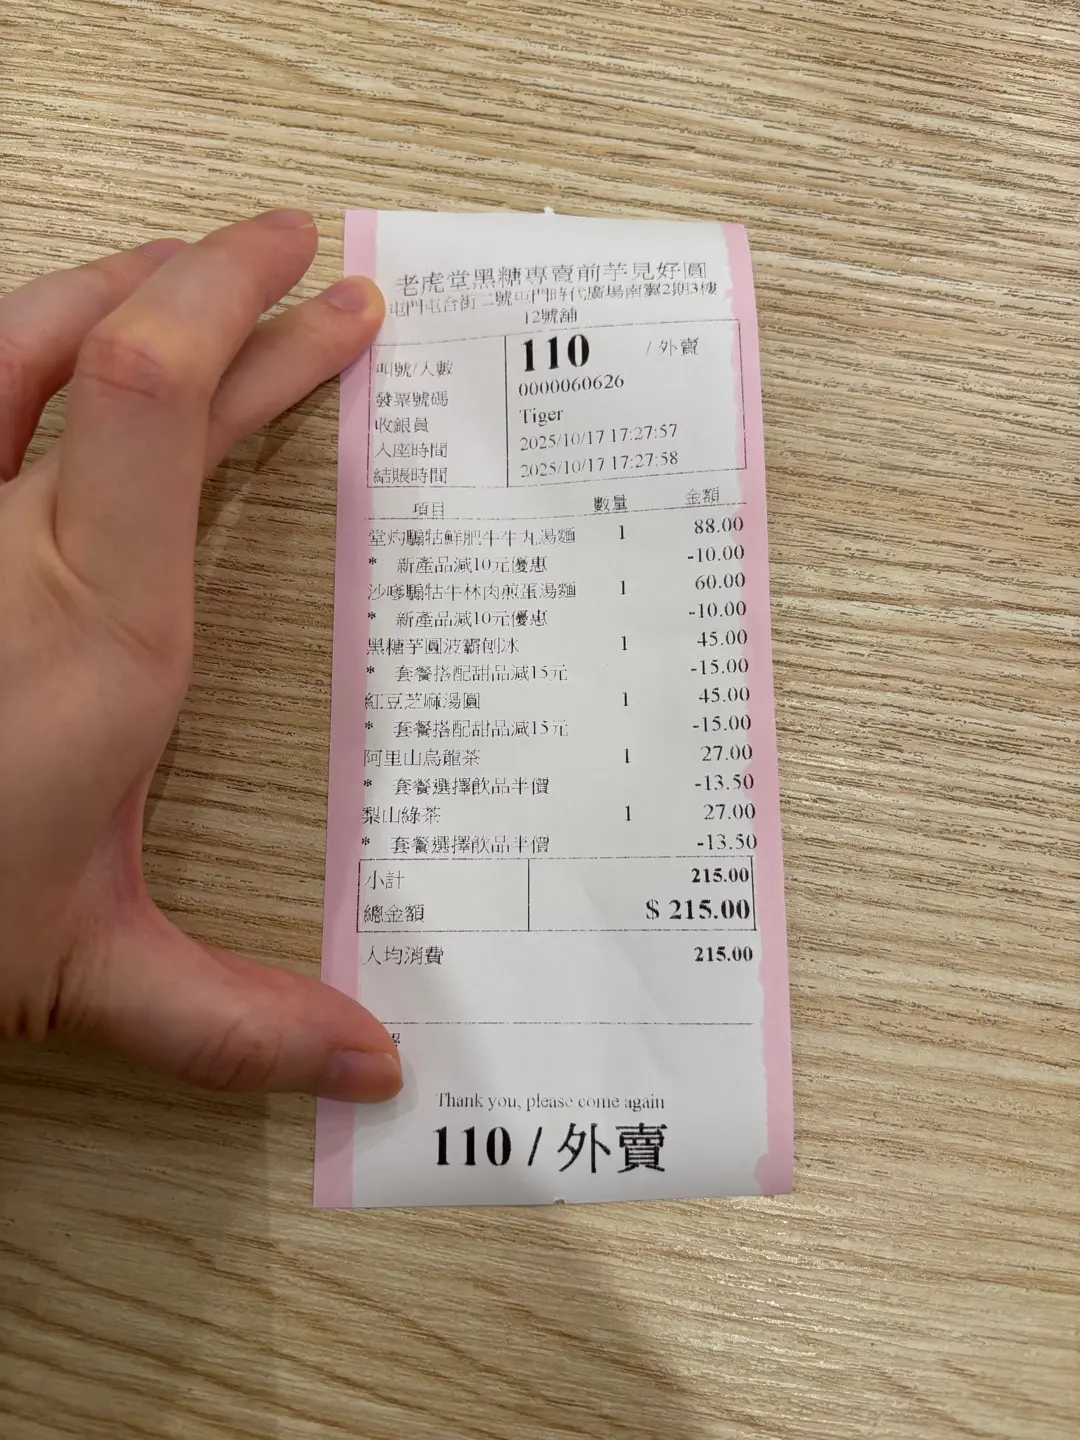 老虎堂黑糖專賣前芋見好圓
屯門屯台街二號屯門時代廣場南翼2期3樓
12號舖
叫號/人數 110 / 外賣
發票號碼 0000060626
收銀員 Tiger
入座時間 2025/10/17 17:27:57
結賬時間 2025/10/17 17:27:58
項目 數量 金額
堂灼騸牯鮮肥牛牛丸湯麵 1 88.00
* 新產品減10元優惠 -10.00
沙嗲騸牯牛林肉煎蛋湯麵 1 60.00
* 新產品減10元優惠 -10.00
黑糖芋圓波霸刨冰 1 45.00
* 套餐搭配甜品減15元 -15.00
紅豆芝麻湯圓 1 45.00
* 套餐搭配甜品減15元 -15.00
阿里山烏龍茶 1 27.00
* 套餐選擇飲品半價 -13.50
梨山綠茶 1 27.00
* 套餐選擇飲品半價 -13.50
小計 215.00
總金額 $ 215.00
人均消費 215.00
Thank you, please come again
110 / 外賣